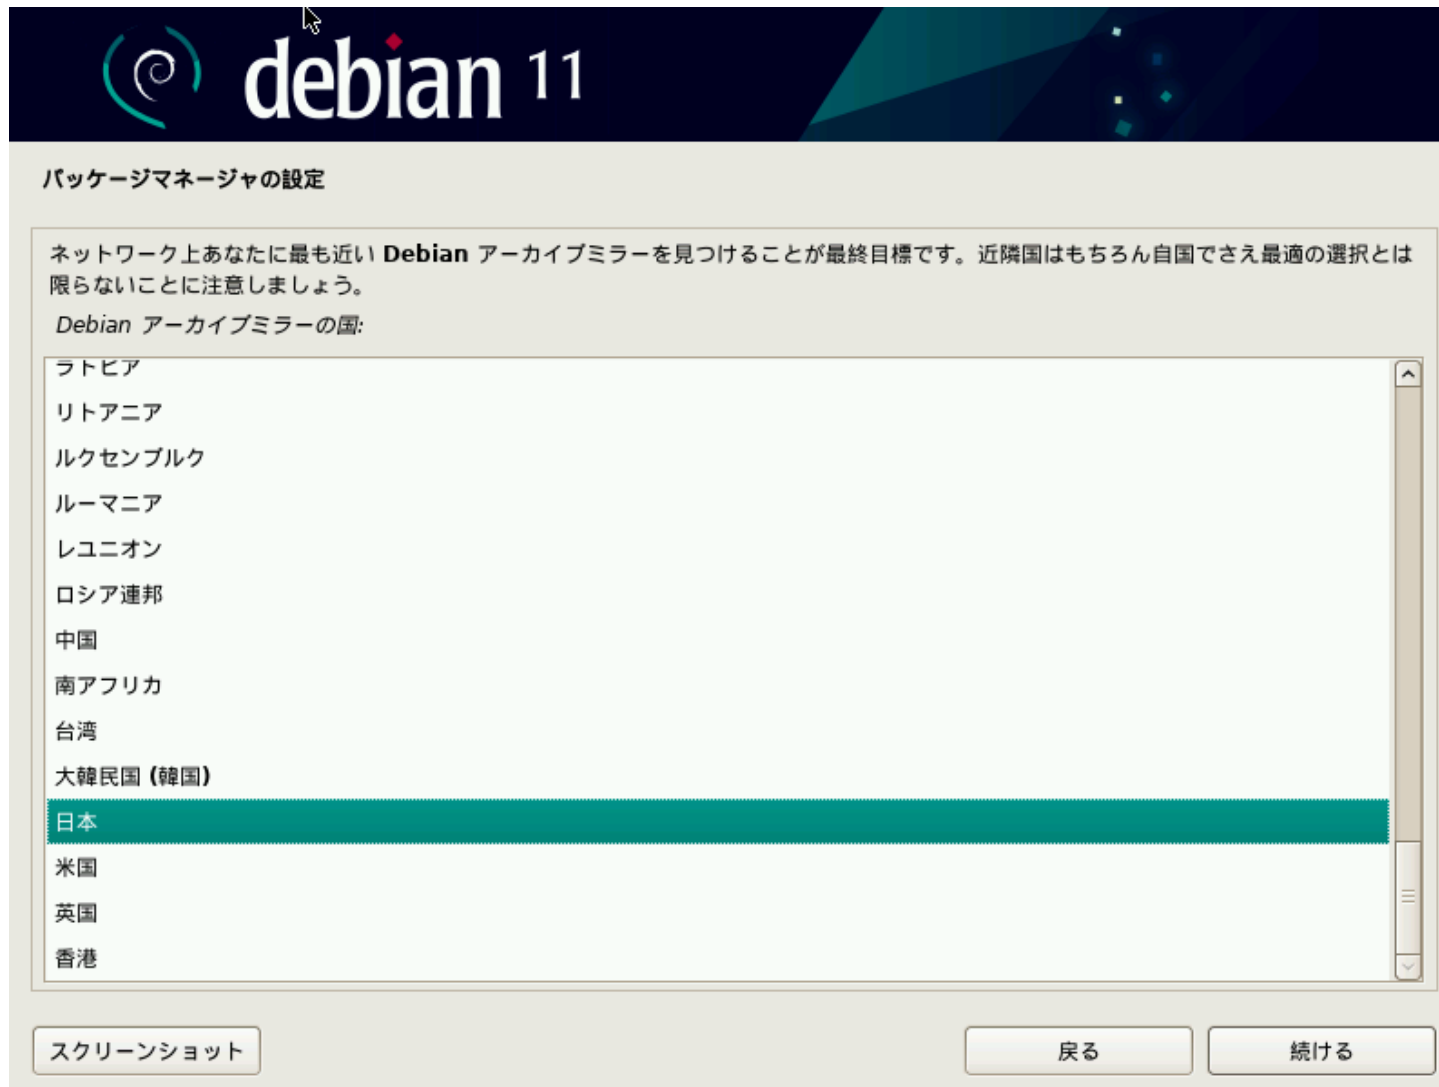 debian 11
パッケージマネージャの設定
ネットワーク上あなたに最も近い Debian アーカイブミラーを見つけることが最終目標です。近隣国はもちろん自国でさえ最適の選択とは
限らないことに注意しましょう。
Debian アーカイブミラーの国:
ラトビア
リトアニア
ルクセンブルク
ルーマニア
レユニオン
ロシア連邦
中国
南アフリカ
台湾
大韓民国 (韓国)
日本
米国
英国
香港
スクリーンショット
戻る
続ける